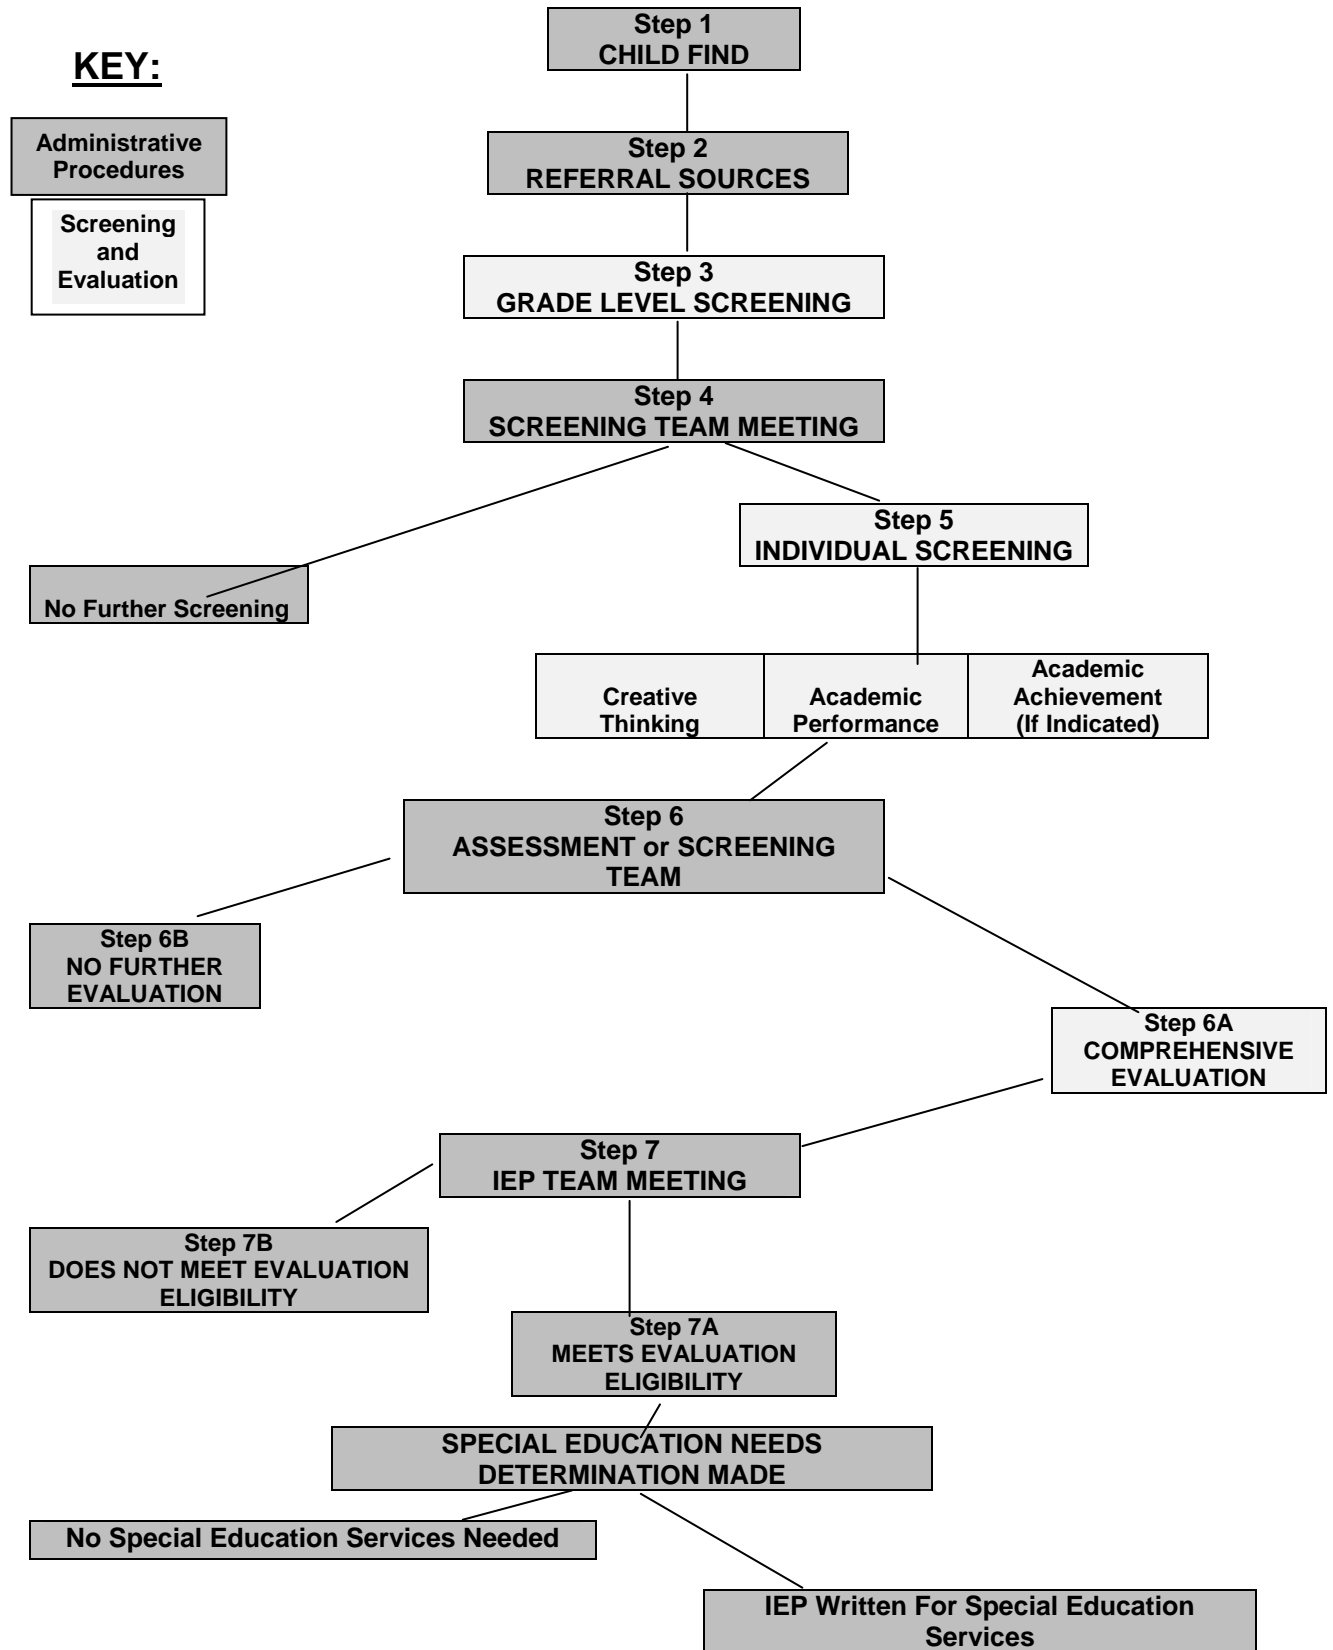 Step 1
CHILD FIND
KEY:
Administrative
Procedures
Step 2
REFERRAL SOURCES
Screening
and
Evaluation
Step 3
GRADE LEVEL SCREENING
Step 4
SCREENING TEAM MEETING
Step 5
INDIVIDUAL SCREENING
No Further Screening
Creative
Thinking
Academic
Performance
Academic
Achievement
(If Indicated)
Step 6
ASSESSMENT or SCREENING
TEAM
Step 6B
NO FURTHER
EVALUATION
Step 6A
COMPREHENSIVE
EVALUATION
Step 7
IEP TEAM MEETING
Step 7B
DOES NOT MEET EVALUATION
ELIGIBILITY
Step 7A
MEETS EVALUATION
ELIGIBILITY
SPECIAL EDUCATION NEEDS
DETERMINATION MADE
No Special Education Services Needed
IEP Written For Special Education
Services